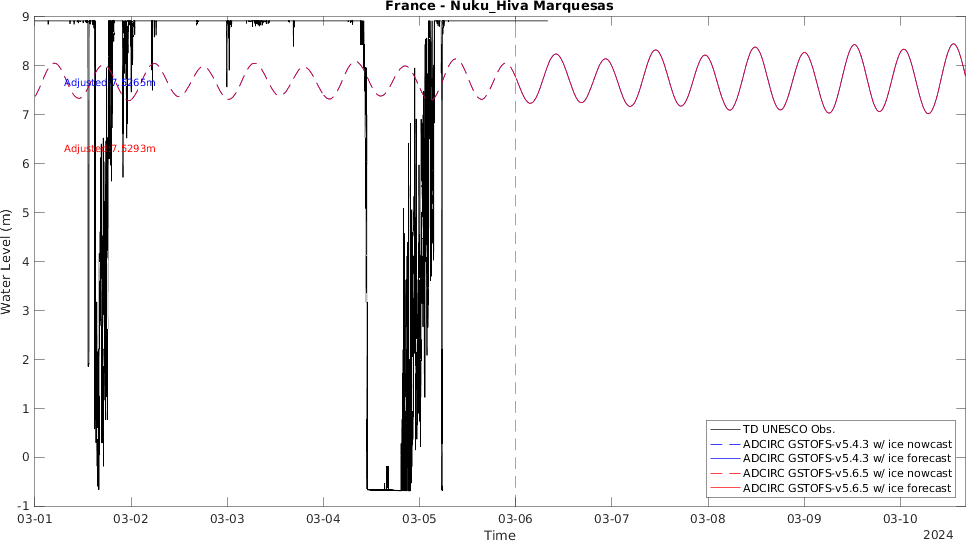 France - Nuku_Hiva Marquesas
9
8
7
6
5
4
3
2
1
0
-1
Water Level (m)
Adjusted 7.6265m
Adjusted 7.6293m
TD UNESCO Obs.
ADCIRC GSTOFS-v5.4.3 w/ ice nowcast
ADCIRC GSTOFS-v5.4.3 w/ ice forecast
ADCIRC GSTOFS-v5.6.5 w/ ice nowcast
ADCIRC GSTOFS-v5.6.5 w/ ice forecast
03-01 03-02 03-03 03-04 03-05 03-06 03-07 03-08 03-09 03-10
Time
2024